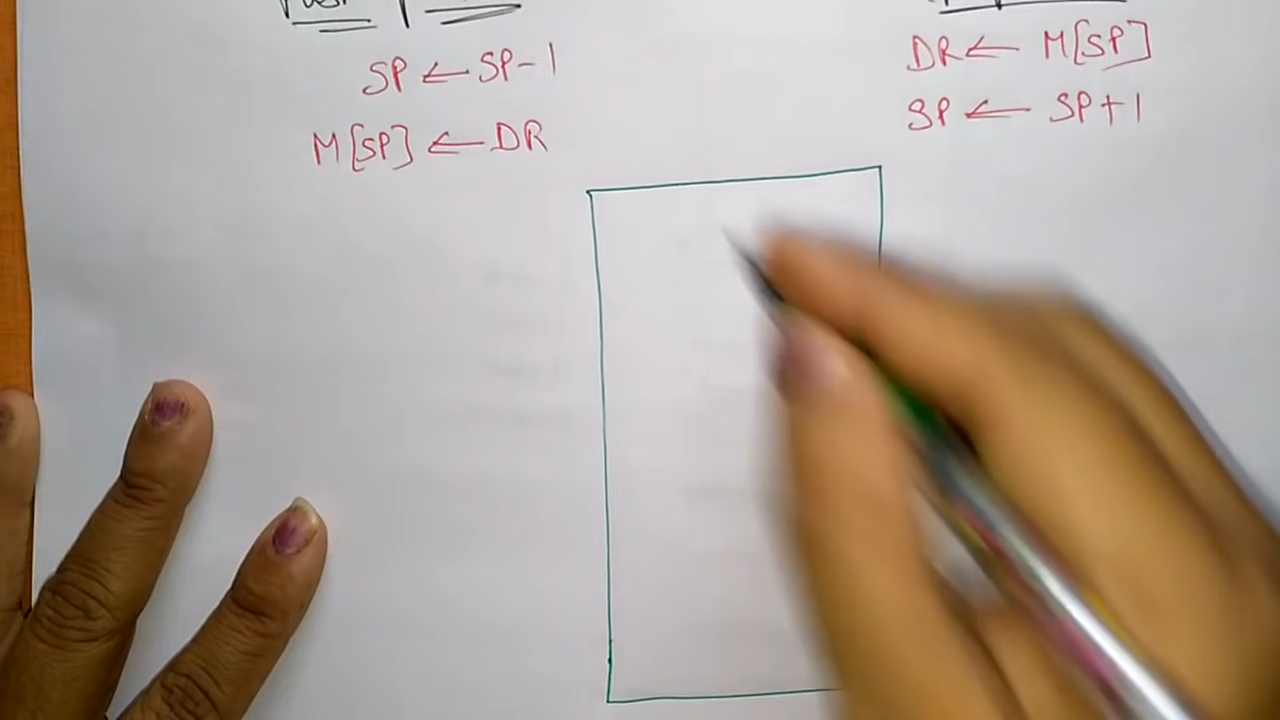 SP ← SP-1
M[SP] ← DR
DR ← M[SP]
SP ← SP+1